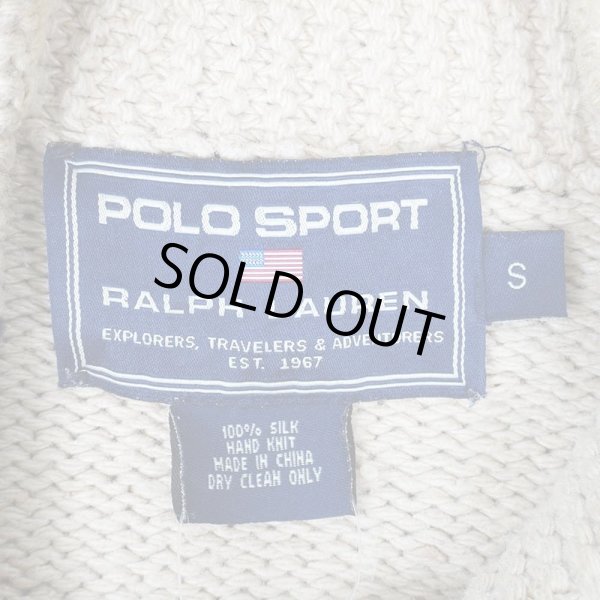 POLO SPORT
SOLD OUT
RALPH LAUREN
EXPLORERS, TRAVELERS & ADVENTURERS
EST. 1967
S
100% SILK
HAND KNIT
MADE IN CHINA
DRY CLEAN ONLY